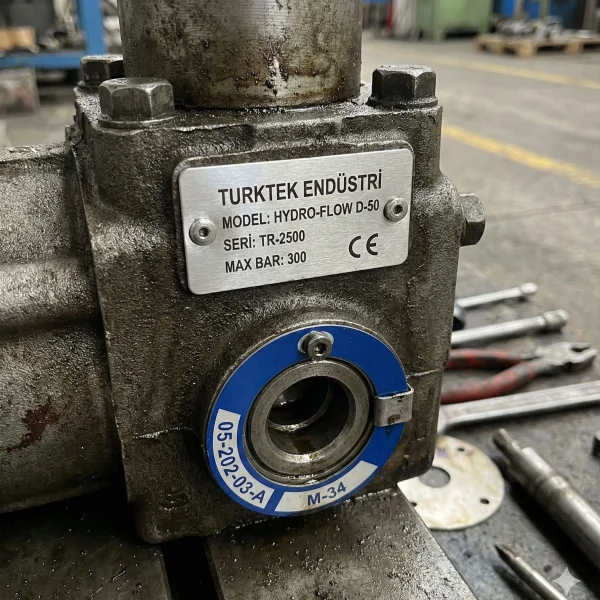 TURKTEK ENDÜSTRİ
MODEL: HYDRO-FLOW D-50
SERİ: TR-2500
MAX BAR: 300 CE
05-202-03-A
M-34